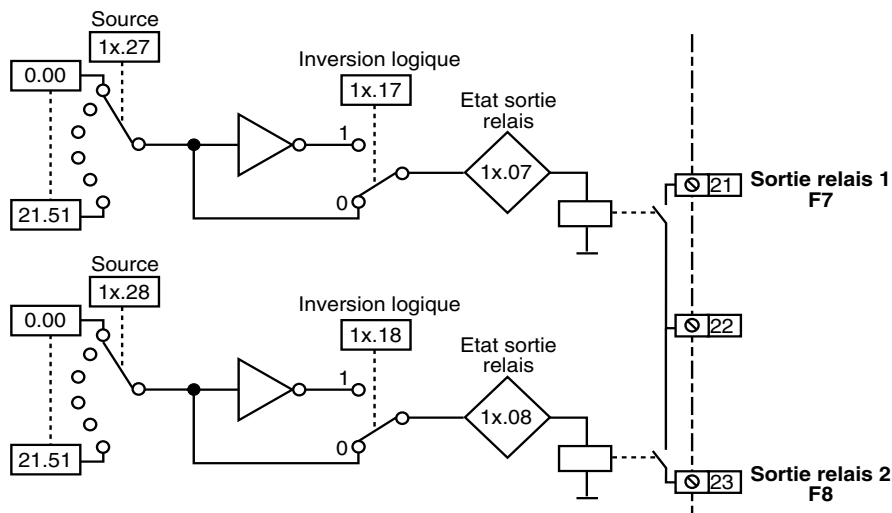 Source
1x.27
0.00
21.51
Inversion logique
1x.17
1
0
Etat sortie
relais
1x.07
21
Sortie relais 1
F7
Source
1x.28
0.00
21.51
Inversion logique
1x.18
1
0
Etat sortie
relais
1x.08
22
23
Sortie relais 2
F8